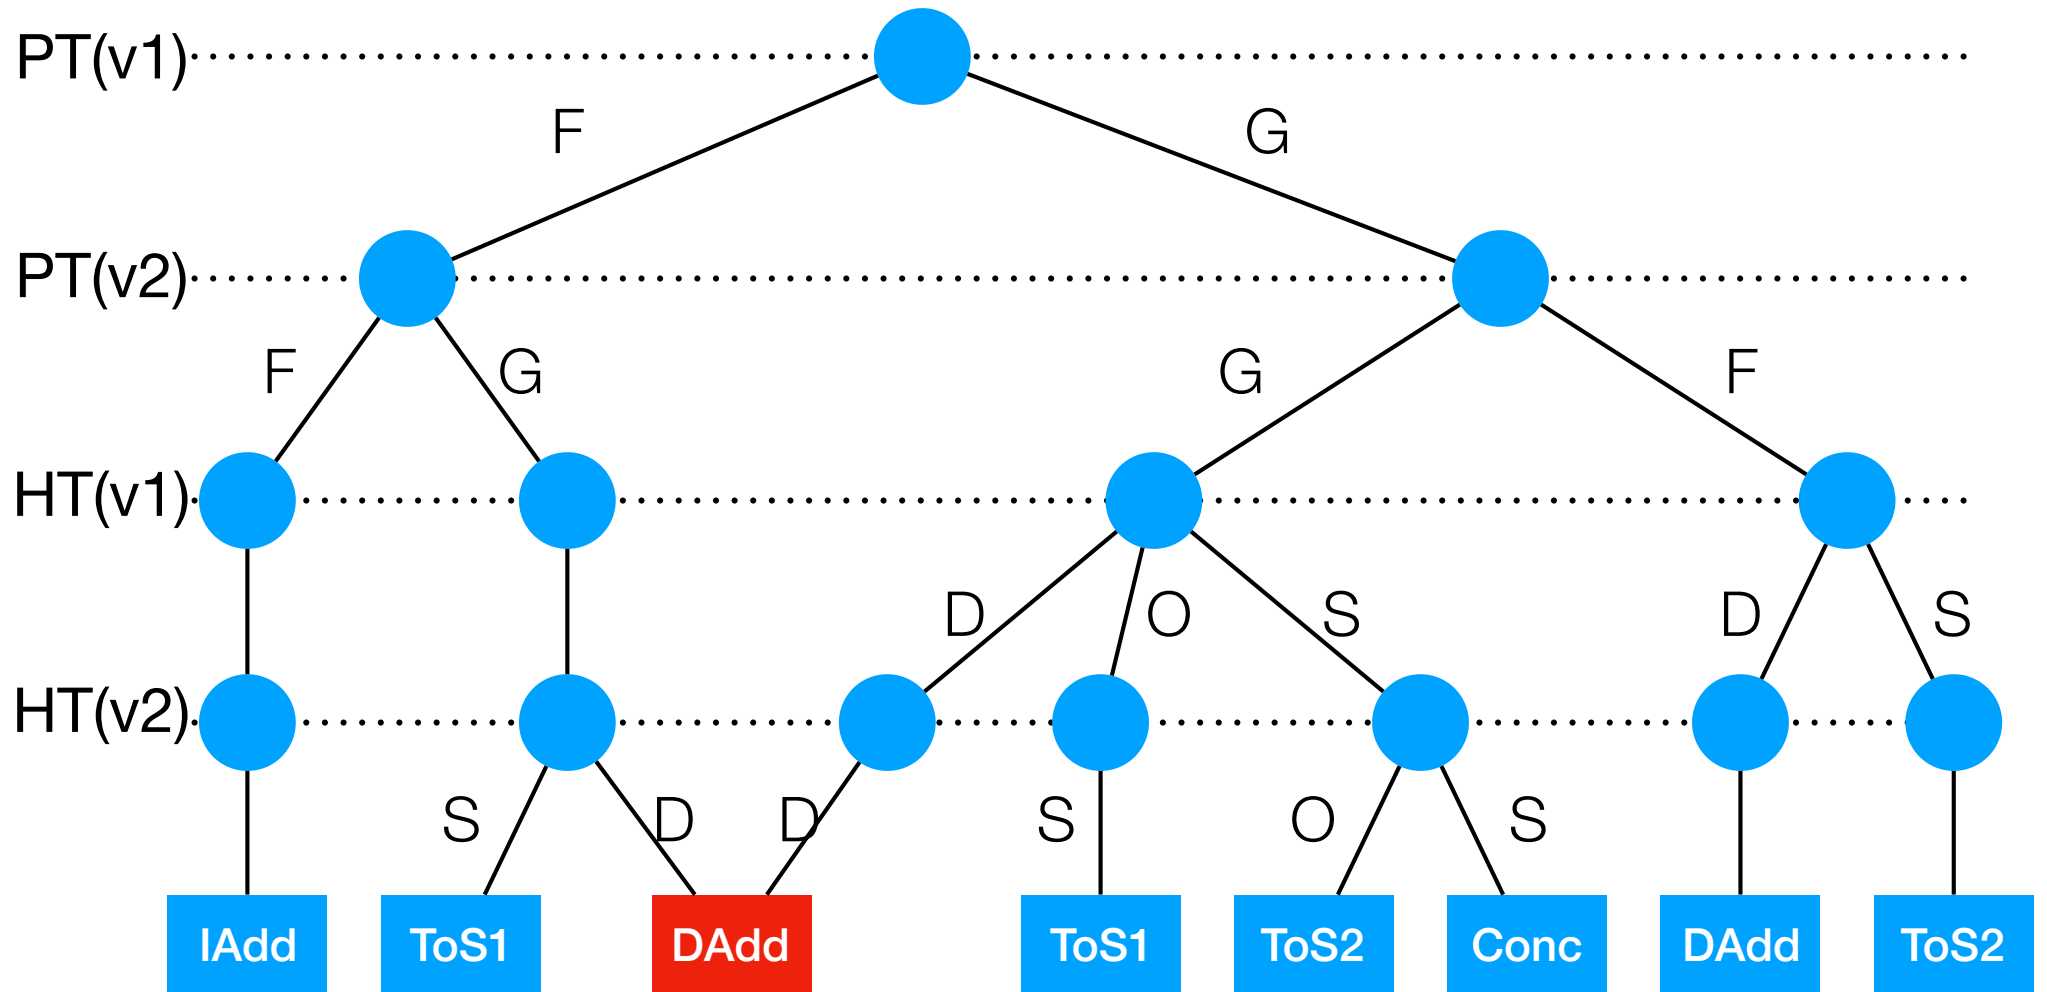 PT(v1)
F G
PT(v2)
F G G F
HT(v1)
D O S D S
HT(v2)
S D D S O S
IAdd ToS1 DAdd ToS1 ToS2 Conc DAdd ToS2